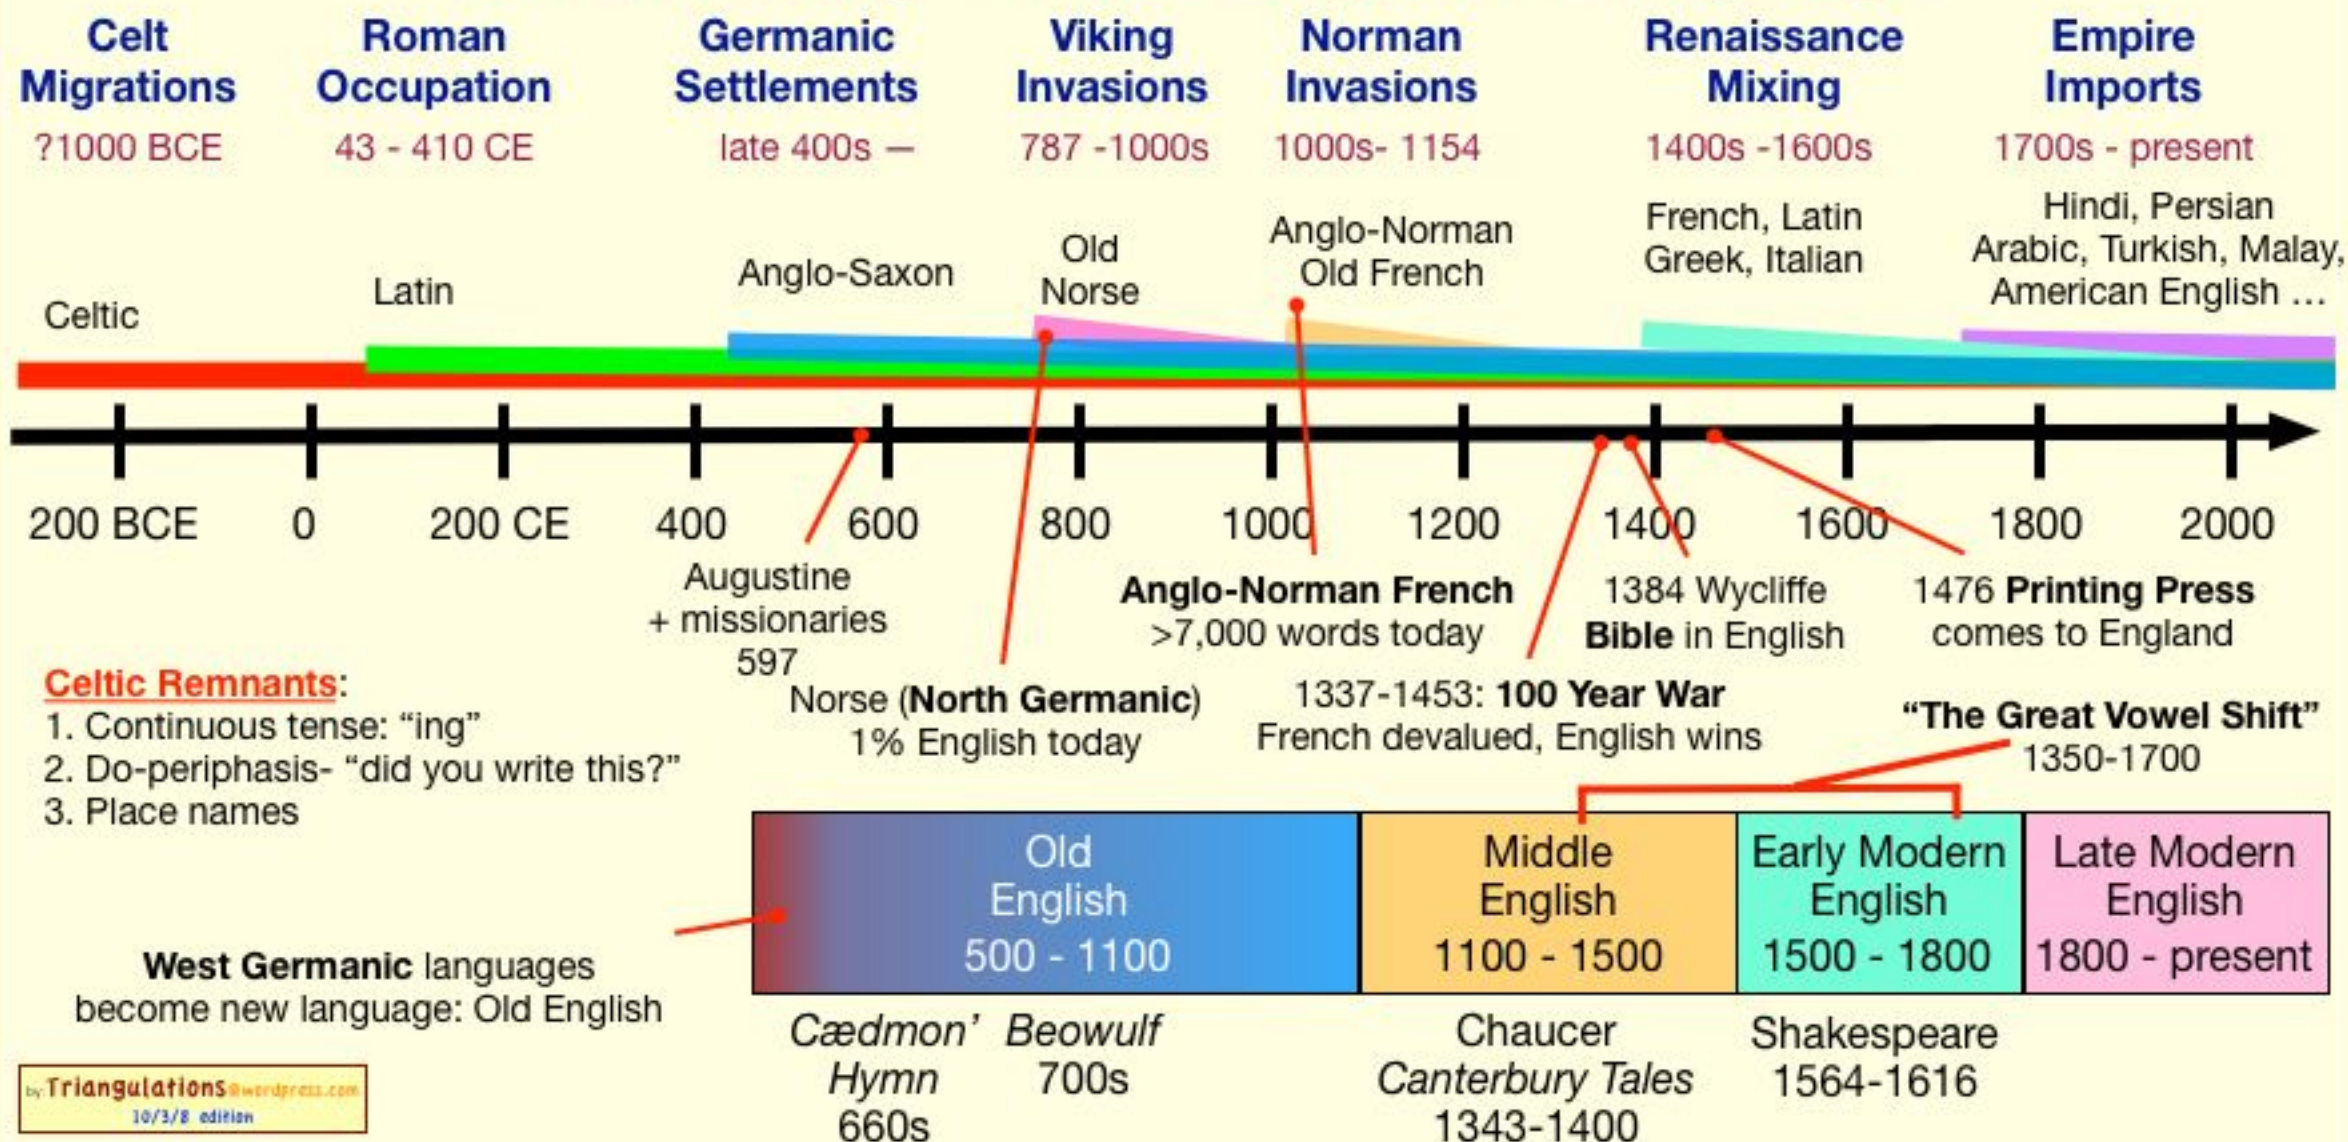 Celt
Migrations
?1000 BCE
Roman
Occupation
43 - 410 CE
Germanic
Settlements
late 400s —
Viking
Invasions
787 -1000s
Norman
Invasions
1000s- 1154
Renaissance
Mixing
1400s -1600s
Empire
Imports
1700s - present
Celtic
Latin
Anglo-Saxon
Old
Norse
Anglo-Norman
Old French
French, Latin
Greek, Italian
Hindi, Persian
Arabic, Turkish, Malay,
American English ...
200 BCE
0
200 CE
400
600
800
1000
1200
1400
1600
1800
2000
Augustine
+ missionaries
597
Norse (North Germanic)
1% English today
Anglo-Norman French
>7,000 words today
1337-1453: 100 Year War
French devalued, English wins
1384 Wycliffe
Bible in English
1476 Printing Press
comes to England
"The Great Vowel Shift"
1350-1700
Celtic Remnants:
1. Continuous tense: “ing”
2. Do-periphasis- “did you write this?”
3. Place names
West Germanic languages
become new language: Old English
Old
English
500 - 1100
Middle
English
1100 - 1500
Early Modern
English
1500 - 1800
Late Modern
English
1800 - present
Cædmon’
Hymn
660s
Beowulf
700s
Chaucer
Canterbury Tales
1343-1400
Shakespeare
1564-1616
by: Triangulations@wordpress.com
10/3/8 edition